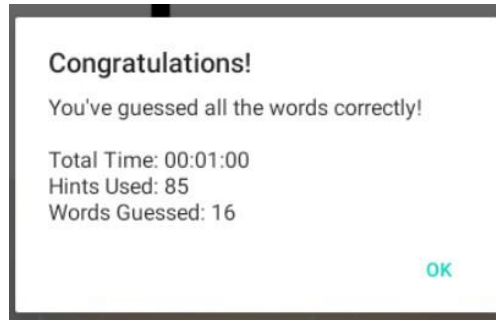 Congratulations!
You've guessed all the words correctly!
Total Time: 00:01:00
Hints Used: 85
Words Guessed: 16
OK